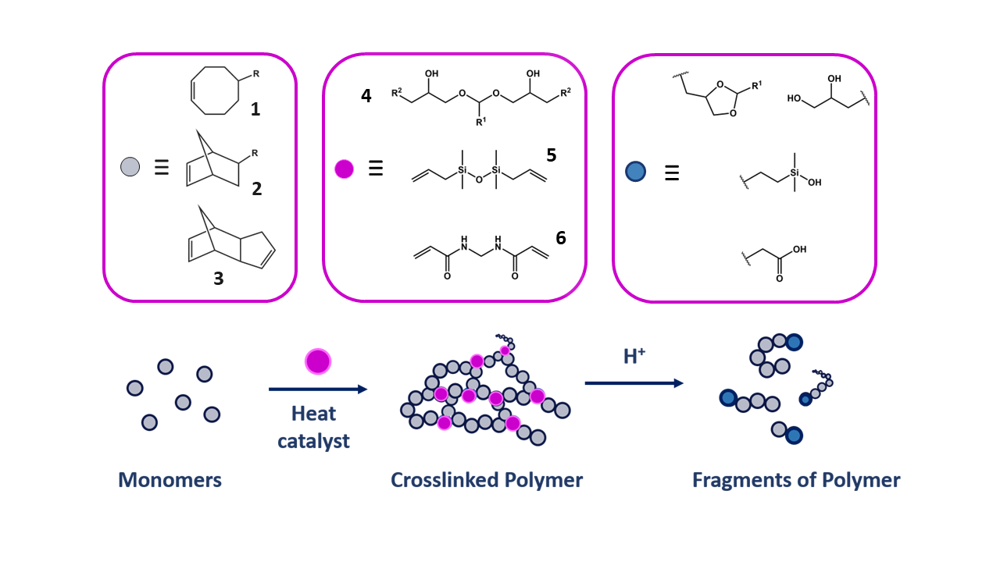 R
1
R
2
3
4
OH
OH
R²
O
O
R²
R¹
5
Si
O
Si
6
H
N
H
N
O
O
O
O
R¹
OH
HO
Si
OH
OH
O
Heat
catalyst
H⁺
Monomers
Crosslinked Polymer
Fragments of Polymer